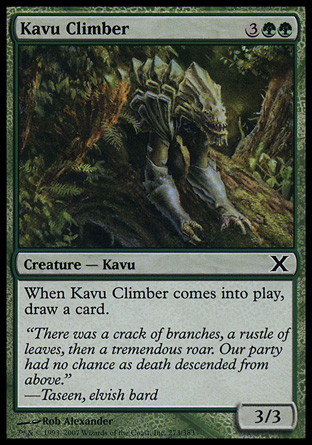 Kavu Climber 3
Creature — Kavu X
When Kavu Climber comes into play,
draw a card.
“There was a crack of branches, a rustle of
leaves, then a tremendous roar. Our party
had no chance as death descended from
above.”
—Taseen, elvish bard
Rob Alexander
3/3